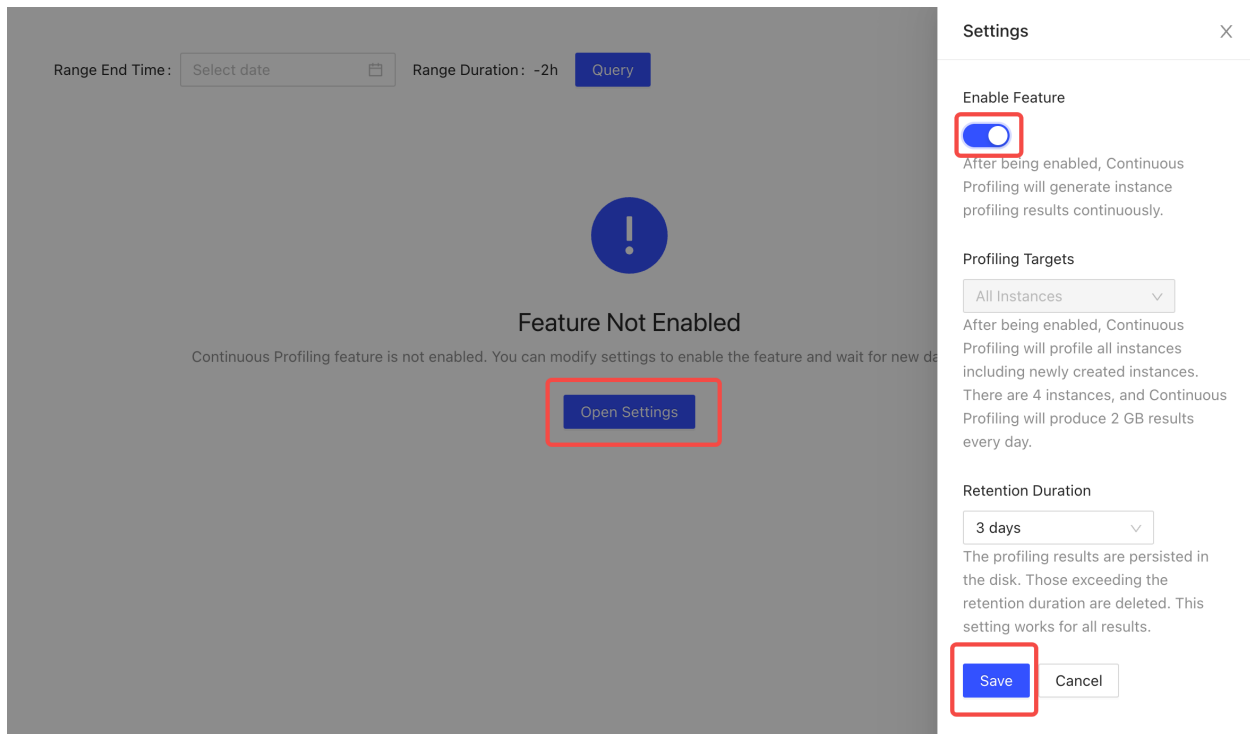 Range End Time: Select date Range Duration: -2h Query
Feature Not Enabled
Continuous Profiling feature is not enabled. You can modify settings to enable the feature and wait for new
Open Settings
Settings
Enable Feature
After being enabled, Continuous
Profiling will generate instance
profiling results continuously.
Profiling Targets
All Instances
After being enabled, Continuous
Profiling will profile all instances
including newly created instances.
There are 4 instances, and Continuous
Profiling will produce 2 GB results
every day.
Retention Duration
3 days
The profiling results are persisted in
the disk. Those exceeding the
retention duration are deleted. This
setting works for all results.
Save Cancel